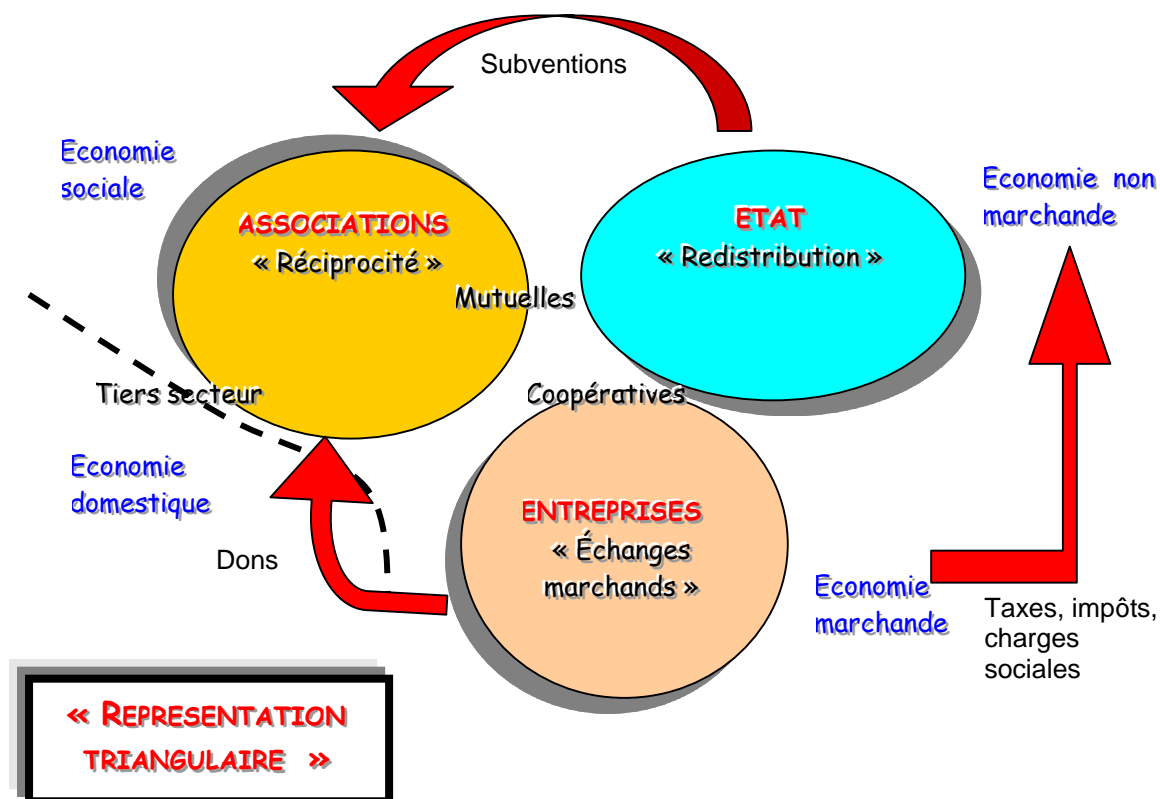 Subventions
Economie
sociale
Economie non
marchande
ASSOCIATIONS
« Réciprocité »
ETAT
« Redistribution »
Mutuelles
Tiers secteur
Coopératives
Economie
domestique
ENTREPRISES
« Échanges
marchands »
Dons
Economie
marchande
Taxes, impôts,
charges
sociales
« REPRESENTATION
TRIANGULAIRE »